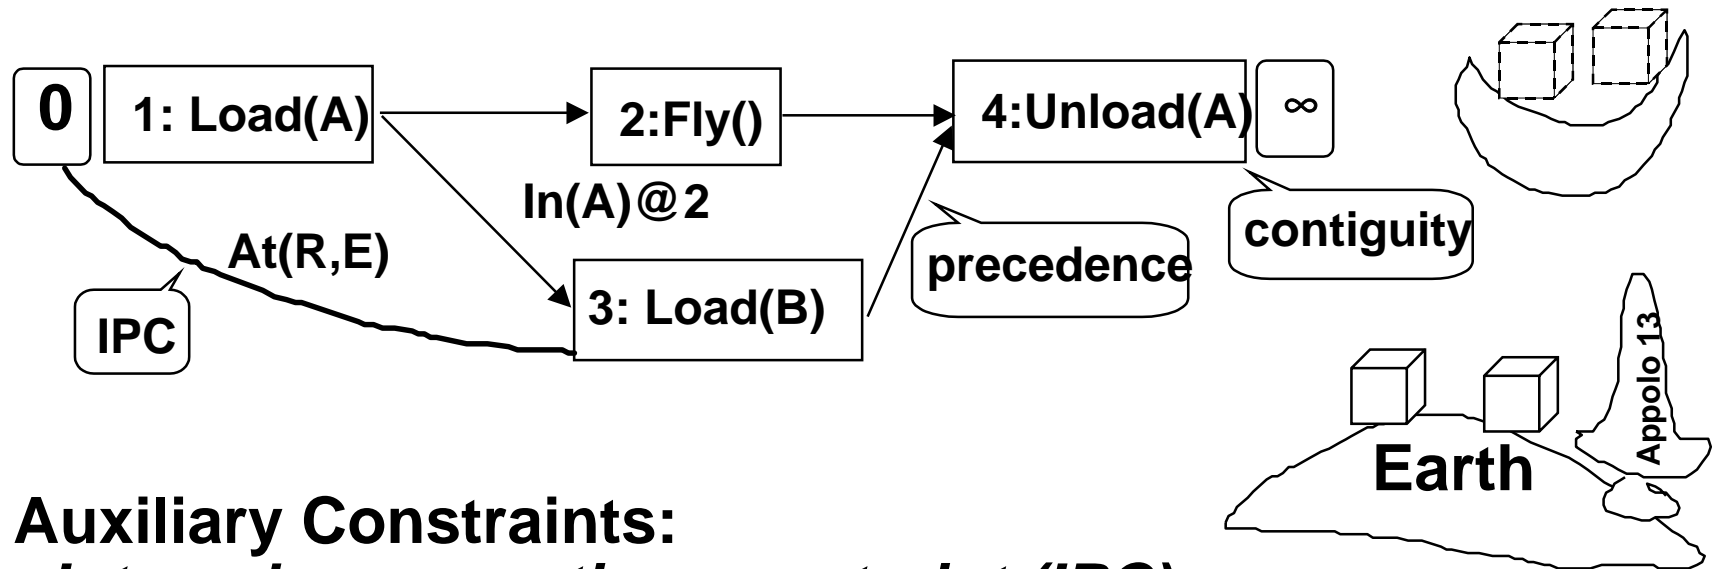 0
1: Load(A)
2:Fly()
4:Unload(A)
∞
In(A)@2
At(R,E)
IPC
3: Load(B)
precedence
contiguity
Appolo 13
Earth
Auxiliary Constraints:
(IPC)